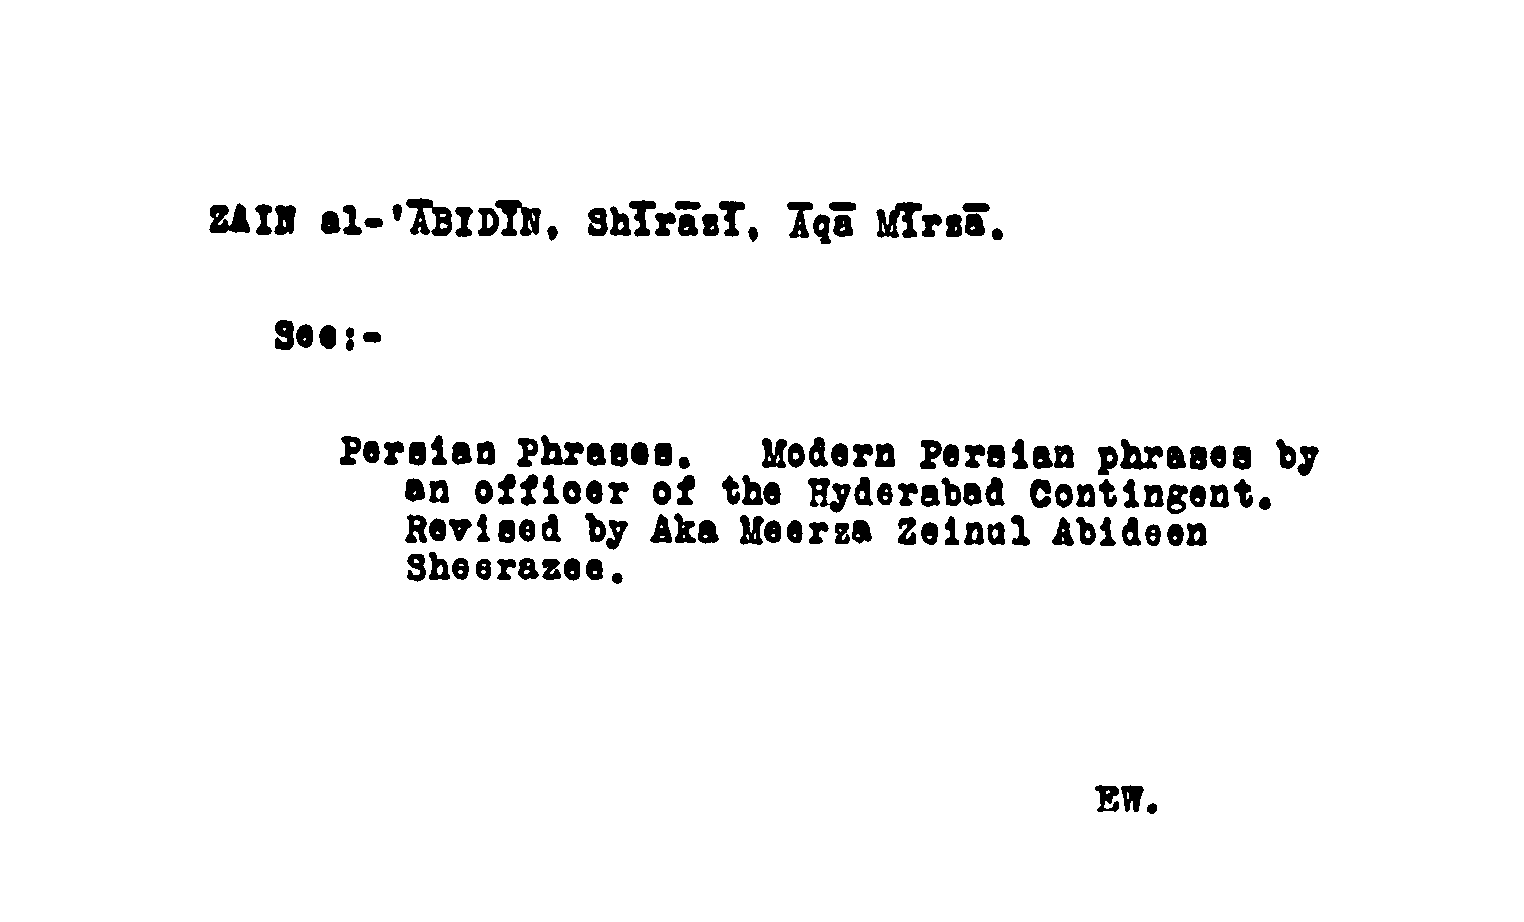 ZAIN al-'ĀBIDĪN, Shīrāzī, Āqā Mīrzā.
See:-
Persian Phrases. Modern Persian phrases by
an officer of the Hyderabad Contingent.
Revised by Aka Meerza Zeinul Abideen
Sheerazee.
EW.